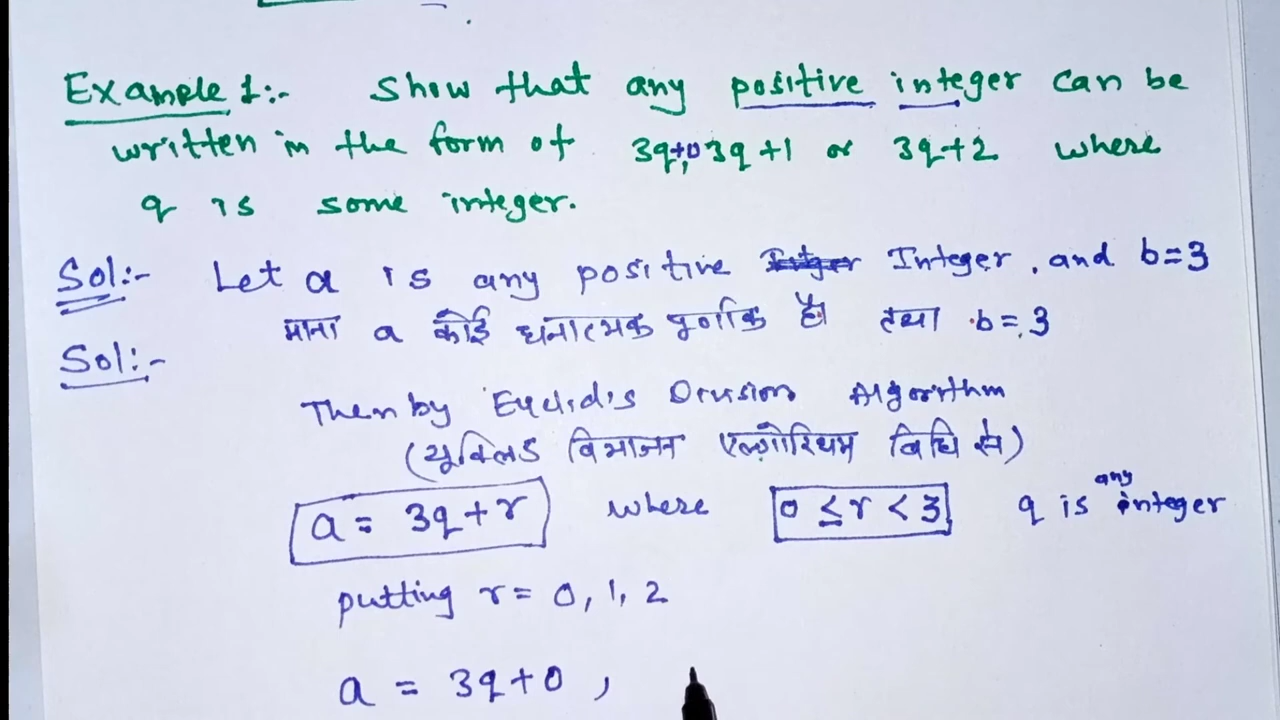 Example 1:- Show that any positive integer can be
written in the form of 3q+0, 3q+1 or 3q+2 where
q is some integer.
Sol:- Let a is any positive Integer, and b=3
माना a कोई धनात्मक पूर्णांक है। तथा b=3
Sol:-
Then by Euclid's Division Algorithm
(यूक्लिड विभाजन एल्गोरिथम विधि से)
a = 3q+r where 0 ≤ r < 3 q is any integer
putting r = 0, 1, 2
a = 3q+0,